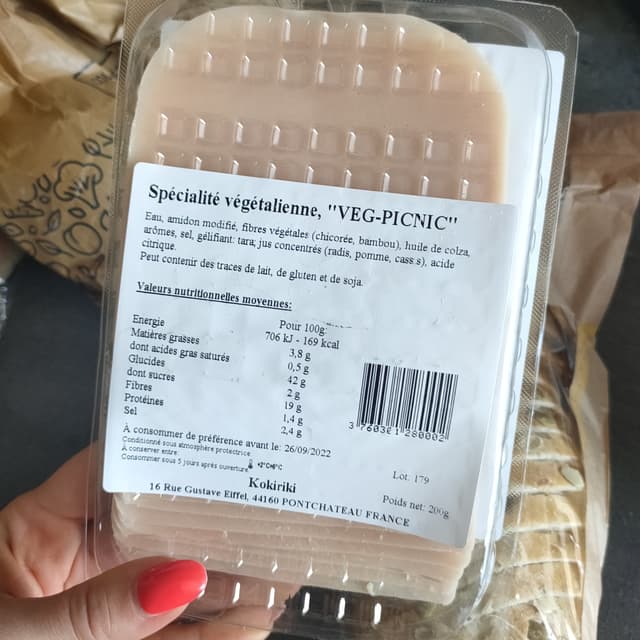 Spécialité végétalienne, "VEG-PICNIC"
Eau, amidon modifié, fibres végétales (chicorée, bambou), huile de colza,
arômes, sel, gélifiant: tara; jus concentrés (radis, pomme, cassis), acide
citrique.
Peut contenir des traces de lait, de gluten et de soja.
Valeurs nutritionnelles moyennes:
Pour 100g:
Energie 706 kJ - 169 kcal
Matières grasses 3,8 g
dont acides gras saturés 0,5 g
Glucides 42 g
dont sucres 2 g
Fibres 19 g
Protéines 1,4 g
Sel 2,4 g
À consommer de préférence avant le: 26/09/2022
Conditionné sous atmosphère protectrice
À conserver entre:
Consommer sous 5 jours après ouverture
Lot: 179
Kokiriki
Poids net: 200g
16 Rue Gustave Eiffel, 44160 PONTCHATEAU FRANCE